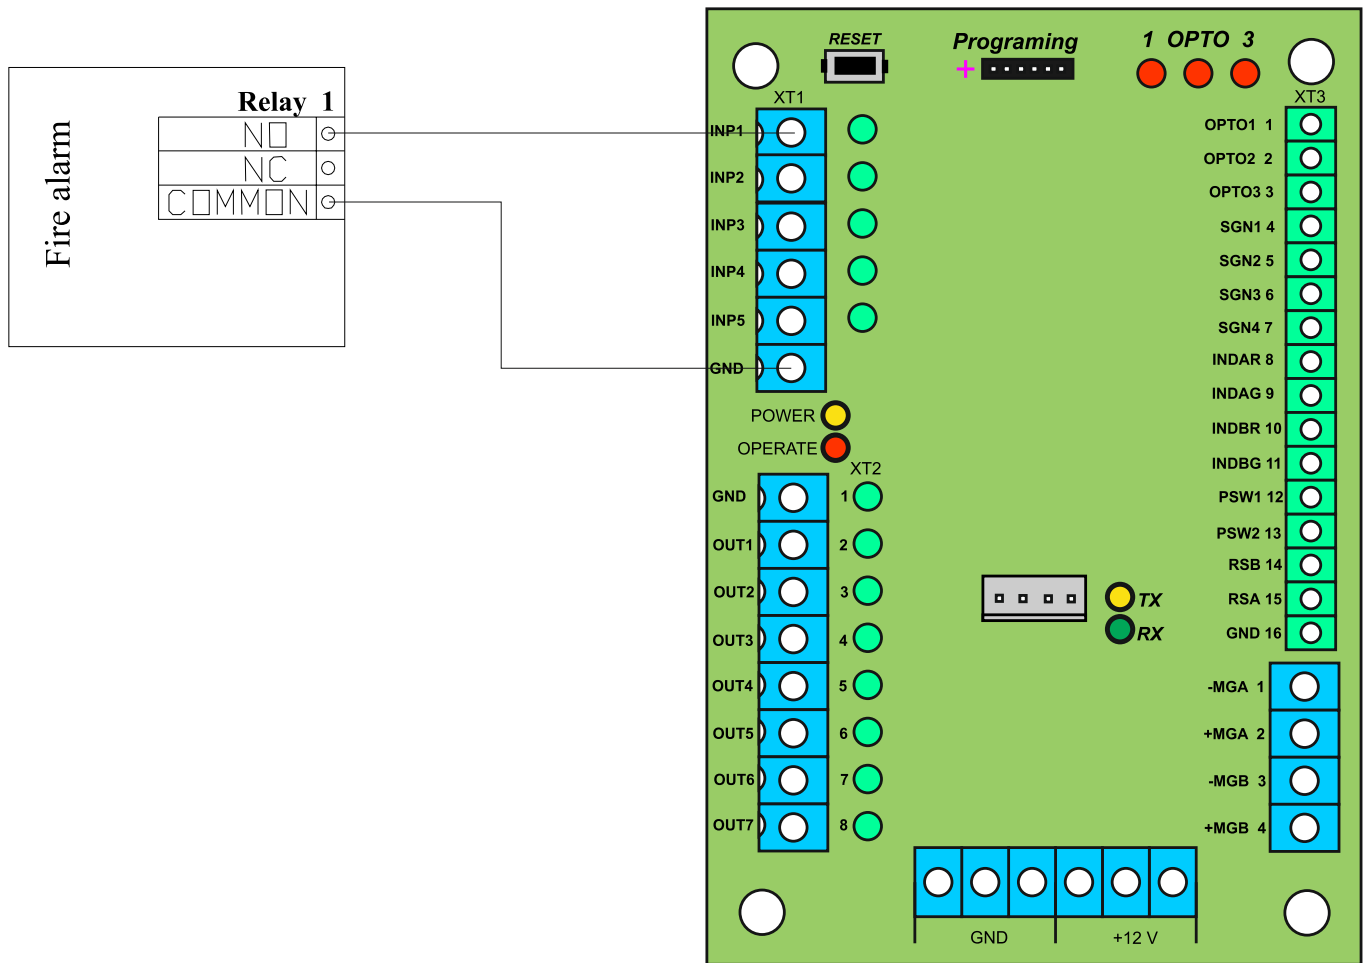 Fire alarm
Relay 1
NO
NC
COMMON
RESET
Programing
+
1 OPTO 3
XT1
INP1
INP2
INP3
INP4
INP5
GND
POWER
OPERATE
XT2
GND 1
OUT1 2
OUT2 3
OUT3 4
OUT4 5
OUT5 6
OUT6 7
OUT7 8
TX
RX
XT3
OPTO1 1
OPTO2 2
OPTO3 3
SGN1 4
SGN2 5
SGN3 6
SGN4 7
INDAR 8
INDAG 9
INDBR 10
INDBG 11
PSW1 12
PSW2 13
RSB 14
RSA 15
GND 16
-MGA 1
+MGA 2
-MGB 3
+MGB 4
GND
+12 V